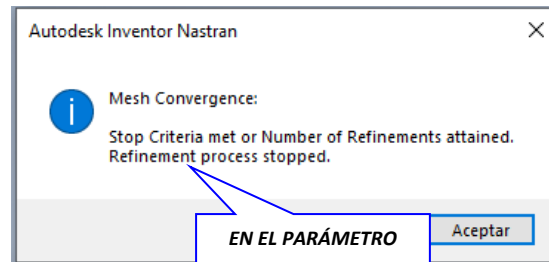 Autodesk Inventor Nastran
Mesh Convergence:
Stop Criteria met or Number of Refinements attained.
Refinement process stopped.
EN EL PARÁMETRO
Aceptar